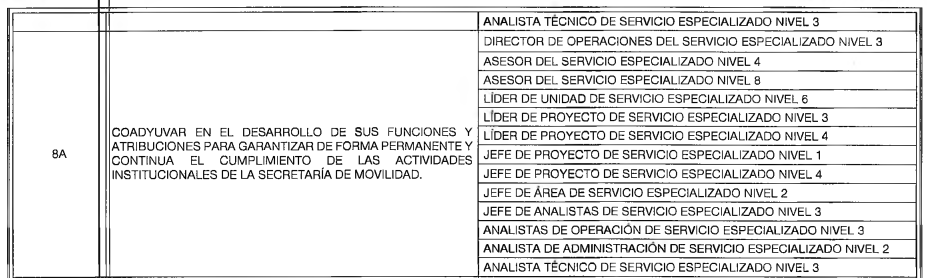 ANALISTA TÉCNICO DE SERVICIO ESPECIALIZADO NIVEL 3
8A
COADYUVAR EN EL DESARROLLO DE SUS FUNCIONES Y
ATRIBUCIONES PARA GARANTIZAR DE FORMA PERMANENTE Y
CONTINUA EL CUMPLIMIENTO DE LAS ACTIVIDADES
INSTITUCIONALES DE LA SECRETARÍA DE MOVILIDAD.
DIRECTOR DE OPERACIONES DEL SERVICIO ESPECIALIZADO NIVEL 3
ASESOR DEL SERVICIO ESPECIALIZADO NIVEL 4
ASESOR DEL SERVICIO ESPECIALIZADO NIVEL 8
LÍDER DE UNIDAD DE SERVICIO ESPECIALIZADO NIVEL 6
LÍDER DE PROYECTO DE SERVICIO ESPECIALIZADO NIVEL 3
LÍDER DE PROYECTO DE SERVICIO ESPECIALIZADO NIVEL 4
JEFE DE PROYECTO DE SERVICIO ESPECIALIZADO NIVEL 1
JEFE DE PROYECTO DE SERVICIO ESPECIALIZADO NIVEL 4
JEFE DE ÁREA DE SERVICIO ESPECIALIZADO NIVEL 2
JEFE DE ANALISTAS DE SERVICIO ESPECIALIZADO NIVEL 3
ANALISTAS DE OPERACIÓN DE SERVICIO ESPECIALIZADO NIVEL 3
ANALISTA DE ADMINISTRACIÓN DE SERVICIO ESPECIALIZADO NIVEL 2
ANALISTA TÉCNICO DE SERVICIO ESPECIALIZADO NIVEL 3